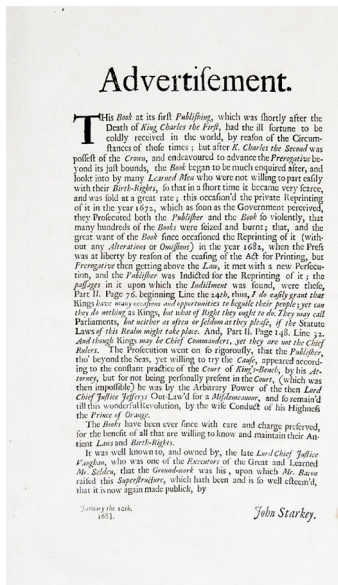 Advertiſement.
THis Book at its firſt Publiſhing, which was ſhortly after the
Death of King Charles the Firſt, had the ill fortune to be
coldly received in the world, by reaſon of the Circum-
ſtances of thoſe times; but after K. Charles the Second was
poſſeſt of the Crown, and endeavoured to advance the Prerogative be-
yond its juſt bounds, the Book began to be much enquired after, and
lookt into by many Learned Men who were not willing to part eaſily
with their Birth-Rights, ſo that in a ſhort time it became very ſcarce,
and was ſold at a great rate; this occaſion'd the private Reprinting
of it in the year 1672, which as ſoon as the Government perceived,
they Proſecuted both the Publiſher and the Book ſo violently, that
many hundreds of the Books were ſeized and burnt; that, and the
great want of the Book ſince occaſioned the Reprinting of it (with-
out any Alterations or Omiſſions) in the year 1682, when the Preſs
was at liberty by reaſon of the ceaſing of the Act for Printing, but
Prerogative then getting above the Law, it met with a new Perſecu-
tion, and the Publiſher was Indicted for the Reprinting of it; the
paſſages in it upon which the Indictment was found, were theſe,
Part II. Page 76. beginning Line the 24th, thus, I do eaſily grant that
Kings have many occaſions and opportunities to beguile their people; yet can
they do nothing as Kings, but what of Right they ought to do. They may call
Parliaments, but neither as often or ſeldom as they pleaſe, if the Statute
Laws of this Realm might take place. And, Part II. Page 148. Line 32.
And though Kings may be Chief Commanders, yet they are not the Chief
Rulers. The Proſecution went on ſo rigorouſly, that the Publiſher,
tho' beyond the Seas, yet willing to try the Cauſe, appeared accord-
ing to the conſtant practice of the Court of King's-Bench, by his At-
torney, but for not being perſonally preſent in the Court, (which was
then impoſſible) he was by the Arbitrary Power of the then Lord
Chief Juſtice Jefferys Out-Law'd for a Miſdemeanour, and ſo remain'd
till this wonderful Revolution, by the wiſe Conduct of his Highneſs
the Prince of Orange.
The Books have been ever ſince with care and charge preſerved,
for the benefit of all that are willing to know and maintain their An-
tient Laws and Birth-Rights.
It was well known to, and owned by, the late Lord Chief Juſtice
Vaughan, who was one of the Executors of the Great and Learned
Mr. Selden, that the Ground-work was his, upon which Mr. Bacon
raiſed this Superſtructure, which hath been and is ſo well eſteem'd,
that it is now again made publick, by
January the 10th.
168
John Starkey.